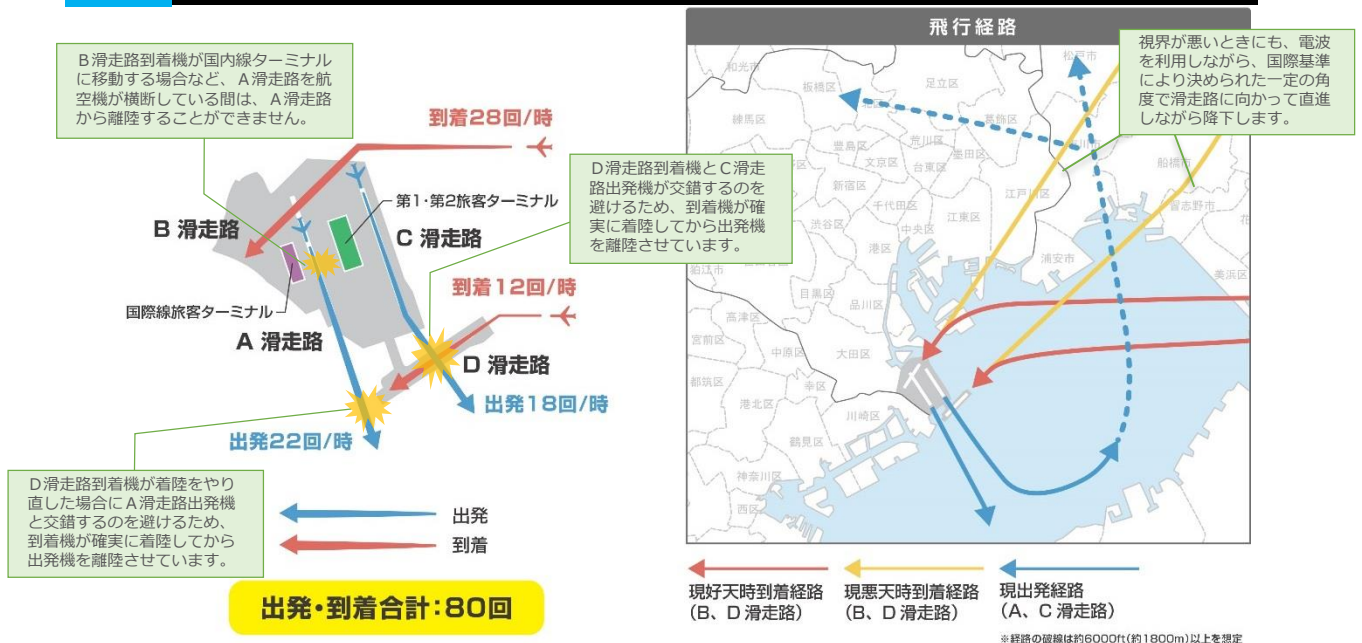 B滑走路到着機が国内線ターミナル
に移動する場合など、A滑走路を航
空機が横断している間は、A滑走路
から離陸することができません。
到着28回/時
D滑走路到着機とC滑走
路出発機が交錯するのを
避けるため、到着機が確
実に着陸してから出発機
を離陸させています。
第1・第2旅客ターミナル
B 滑走路
C 滑走路
到着12回/時
国際線旅客ターミナル
A 滑走路
D 滑走路
出発18回/時
出発22回/時
D滑走路到着機が着陸をやり
直した場合にA滑走路出発機
と交錯するのを避けるため、
到着機が確実に着陸してから
出発機を離陸させています。
出発
到着
出発・到着合計:80回
飛行経路
視界が悪いときにも、電波
を利用しながら、国際基準
により決められた一定の角
度で滑走路に向かって直進
しながら降下します。
和光市
松戸市
板橋区
足立区
北区
練馬区
葛飾区
荒川区
豊島区
墨田区
文京区
台東区
船橋市
新宿区
江戸川区
習志野市
千代田区
渋谷区
中央区
江東区
港区
浦安市
狛江市
美浜区
目黒区
品川区
高津区
宮前区
中原区
大田区
都筑区
幸区
港北区
川崎区
鶴見区
神奈川区
西区
現好天時到着経路
(B、D 滑走路)
現悪天時到着経路
(B、D 滑走路)
現出発経路
(A、C 滑走路)
※経路の破線は約6000ft(約1800m)以上を想定